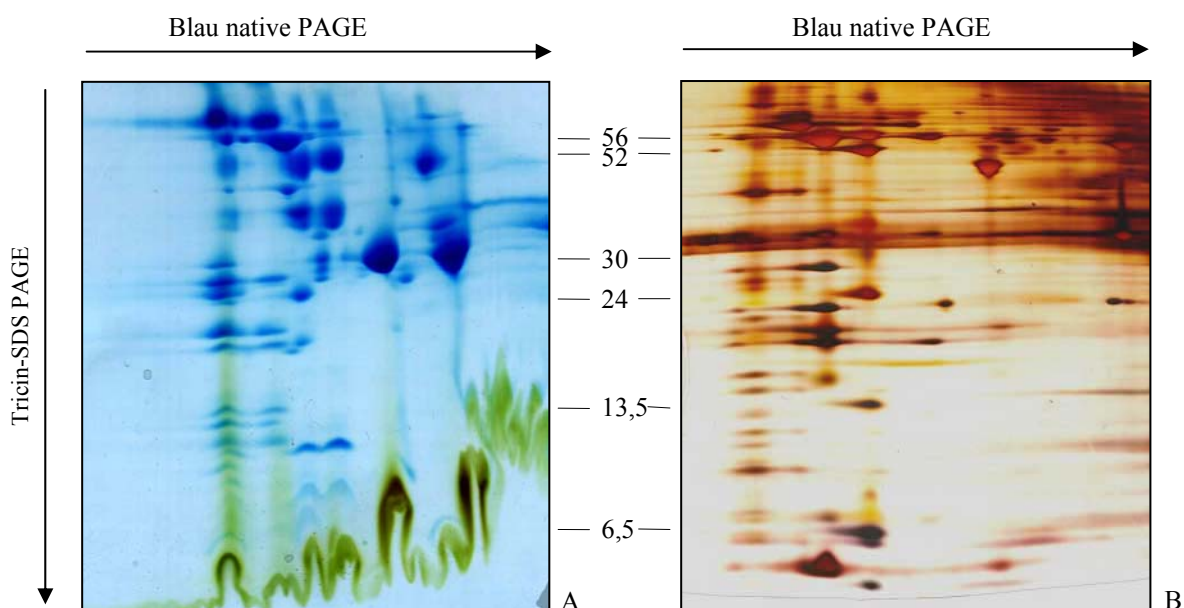 Blau native PAGE
Blau native PAGE
Tricin-SDS PAGE
56
52
30
24
13,5
6,5
A
B